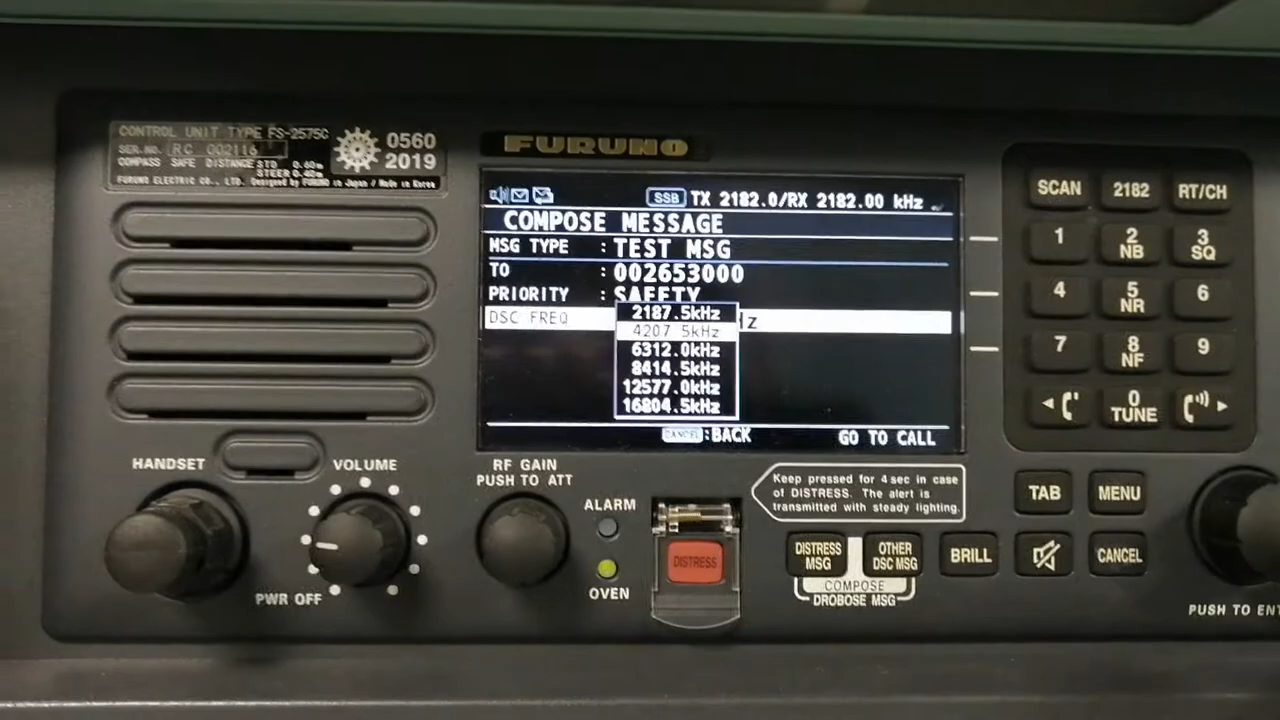 CONTROL UNIT TYPE FS-2575C
SER.NO. RC 002116
COMPASS SAFE DISTANCE STD 0.60m
STEER 0.40m
FURUNO ELECTRIC CO., LTD. Designed by FURUNO in Japan / Made in Korea
0560
2019
FURUNO
SSB TX 2182.0/RX 2182.00 kHz
COMPOSE MESSAGE
MSG TYPE : TEST MSG
TO : 002653000
PRIORITY : SAFETY
DSC FREQ
2187.5kHz
4207.5kHz
6312.0kHz
8414.5kHz
12577.0kHz
16804.5kHz
CANCEL :BACK
GO TO CALL
SCAN
2182
RT/CH
1
2
NB
3
SQ
4
5
NR
6
7
8
NF
9
0
TUNE
HANDSET
VOLUME
PWR OFF
RF GAIN
PUSH TO ATT
ALARM
OVEN
DISTRESS
Keep pressed for 4 sec in case
of DISTRESS. The alert is
transmitted with steady lighting.
DISTRESS
MSG
OTHER
DSC MSG
COMPOSE
DROBOSE MSG
BRILL
TAB
MENU
CANCEL
PUSH TO ENT